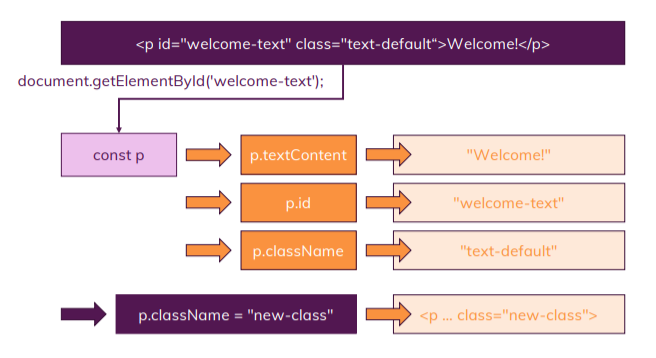 <p id="welcome-text" class="text-default“>Welcome!</p>
document.getElementById('welcome-text');
const p
p.textContent
"Welcome!"
p.id
"welcome-text"
p.className
"text-default"
p.className = "new-class"
<p ... class="new-class">